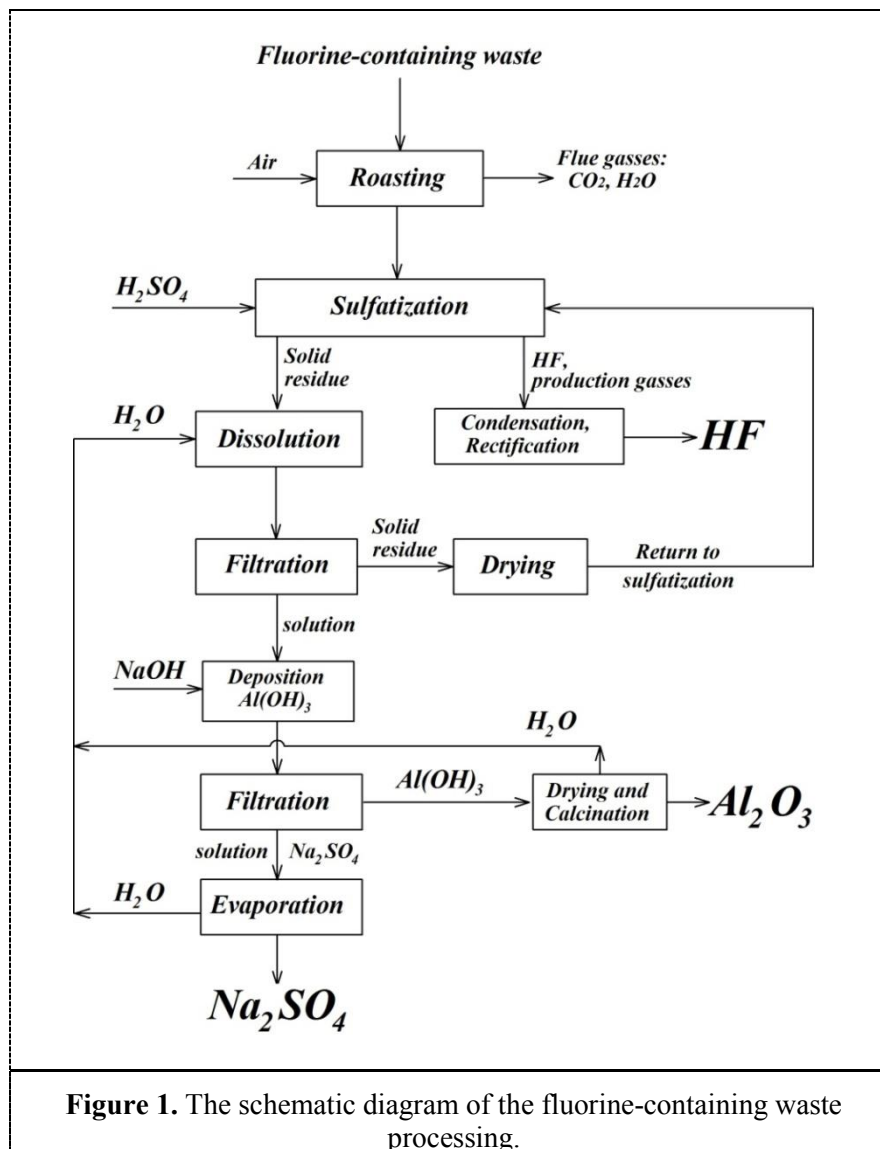 Fluorine-containing waste
Air
Roasting
Flue gasses:
CO2, H2O
H2SO4
Sulfatization
Solid
residue
HF,
production gasses
H2O
Dissolution
Condensation,
Rectification
HF
Filtration
Solid
residue
Drying
Return to
sulfatization
solution
NaOH
Deposition
Al(OH)3
H2O
Filtration
Al(OH)3
Drying and
Calcination
Al2O3
solution Na2SO4
H2O
Evaporation
Na2SO4
Figure 1. The schematic diagram of the fluorine-containing waste
processing.